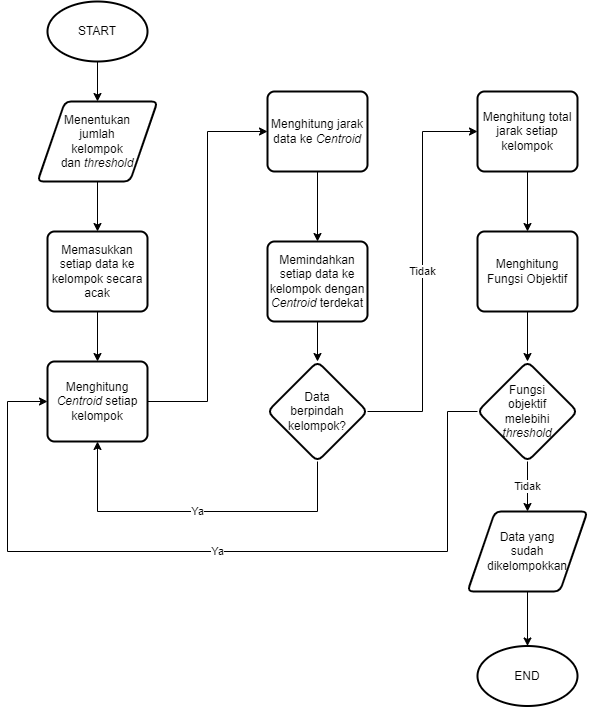 START
Menentukan
jumlah
kelompok
dan threshold
Memasukkan
setiap data ke
kelompok secara
acak
Menghitung
Centroid setiap
kelompok
Menghitung jarak
data ke Centroid
Memindahkan
setiap data ke
kelompok dengan
Centroid terdekat
Data
berpindah
kelompok?
Ya
Tidak
Menghitung total
jarak setiap
kelompok
Menghitung
Fungsi Objektif
Fungsi
objektif
melebihi
threshold
Ya
Tidak
Data yang
sudah
dikelompokkan
END